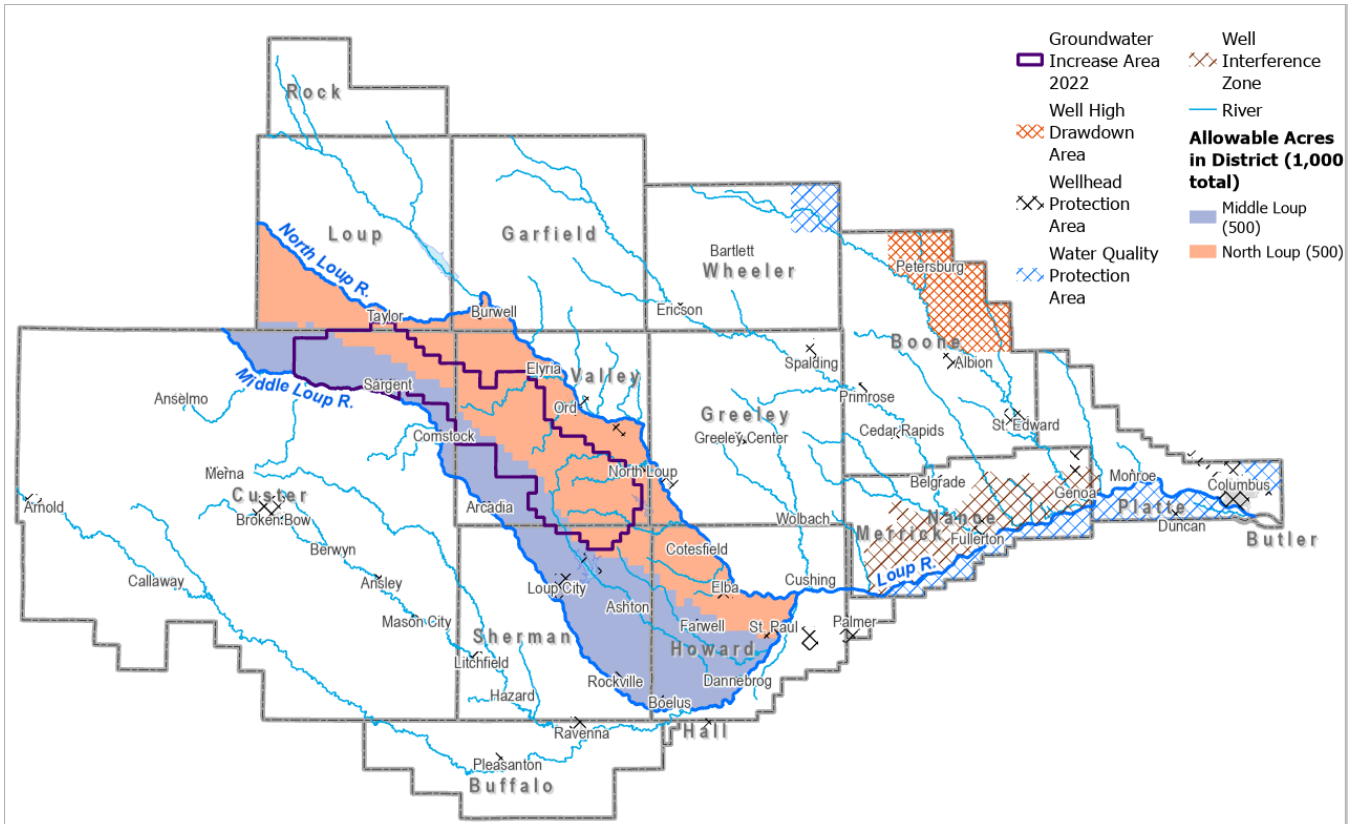 Groundwater
Increase Area
2022
Well High
Drawdown
Area
Wellhead
Protection
Area
Water Quality
Protection
Area
Well
Interference
Zone
River
Allowable Acres
in District (1,000
total)
Middle Loup
(500)
North Loup (500)
Rock
Loup
Garfield
Bartlett
Wheeler
North Loup R.
Petersburg
Taylor
Burwell
Ericson
Boone
Albion
Spalding
Elyria
Valley
Middle Loup R.
Sargent
Anselmo
Primrose
Ord
Greeley
St. Edward
Comstock
Greeley Center
Cedar Rapids
Merna
North Loup
Belgrade
Monroe
Columbus
Custer
Genoa
Arnold
Arcadia
Platte
Broken Bow
Wolbach
Nance
Duncan
Merrick
Fullerton
Butler
Berwyn
Cotesfield
Loup R.
Callaway
Ansley
Loup City
Elba
Cushing
Ashton
Mason City
Farwell
St. Paul
Palmer
Sherman
Howard
Litchfield
Rockville
Dannebrog
Hazard
Boelus
Ravenna
Hall
Pleasanton
Buffalo